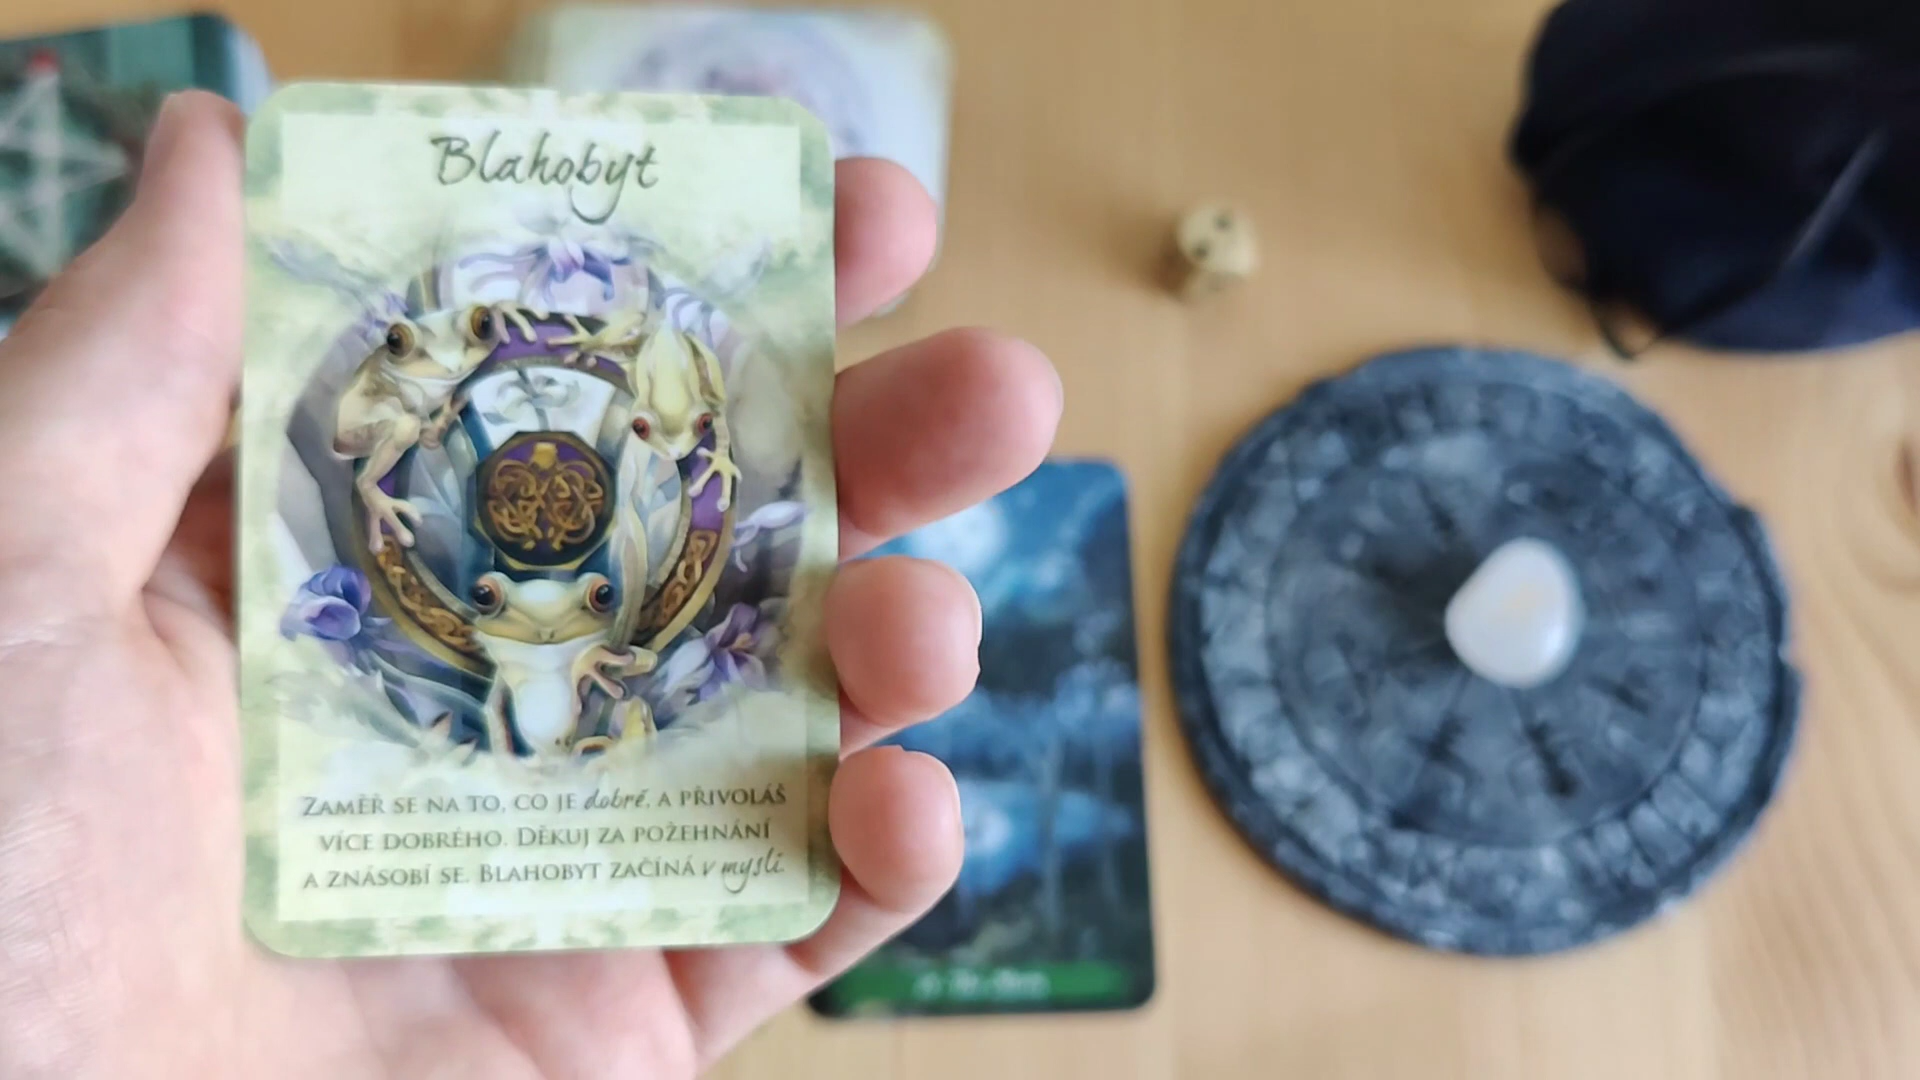 Blahobyt
ZAMĚŘ SE NA TO, CO JE dobré, A PŘIVOLÁŠ
VÍCE DOBRÉHO. DĚKUJ ZA POŽEHNÁNÍ
A ZNÁSOBÍ SE. BLAHOBYT ZAČÍNÁ v mysli.